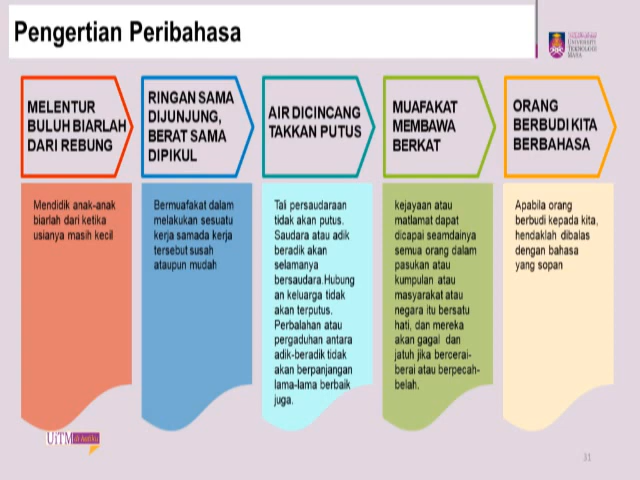 Pengertian Peribahasa
UNIVERSITI
TEKNOLOGI
MARA
MELENTUR
BULUH BIARLAH
DARI REBUNG
RINGAN SAMA
DIJUNJUNG,
BERAT SAMA
DIPIKUL
AIR DICINCANG
TAKKAN PUTUS
MUAFAKAT
MEMBAWA
BERKAT
ORANG
BERBUDI KITA
BERBAHASA
Mendidik anak-anak
biarlah dari ketika
usianya masih kecil
Bermuafakat dalam
melakukan sesuatu
kerja samada kerja
tersebut susah
ataupun mudah
Tali persaudaraan
tidak akan putus.
Saudara atau adik
beradik akan
selamanya
bersaudara.Hubung
an keluarga tidak
akan terputus.
Perbalahan atau
pergaduhan antara
adik-beradik tidak
akan berpanjangan
lama-lama berbaik
juga.
kejayaan atau
matlamat dapat
dicapai seamdainya
semua orang dalam
pasukan atau
kumpulan atau
masyarakat atau
negara itu bersatu
hati, dan mereka
akan gagal dan
jatuh jika bercerai-
berai atau berpecah-
belah.
Apabila orang
berbudi kepada kita,
hendaklah dibalas
dengan bahasa
yang sopan
UiTM di hatiku
31